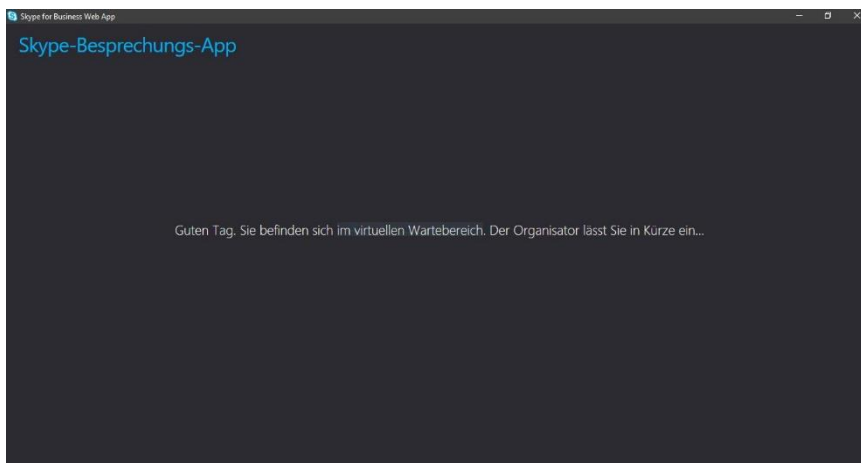 Skype for Business Web App
Skype-Besprechungs-App
Guten Tag. Sie befinden sich im virtuellen Wartebereich. Der Organisator lässt Sie in Kürze ein...